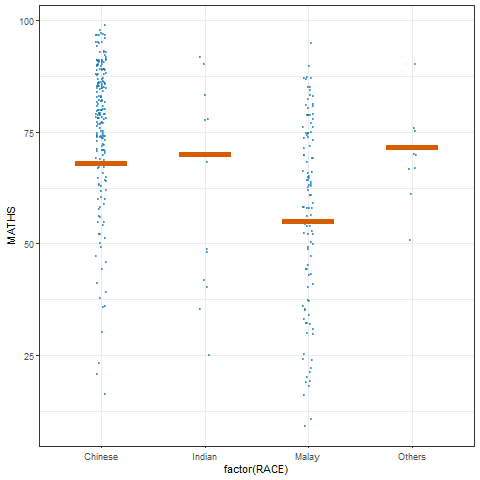 100
75
50
25
MATHS
Chinese
Indian
Malay
Others
factor(RACE)